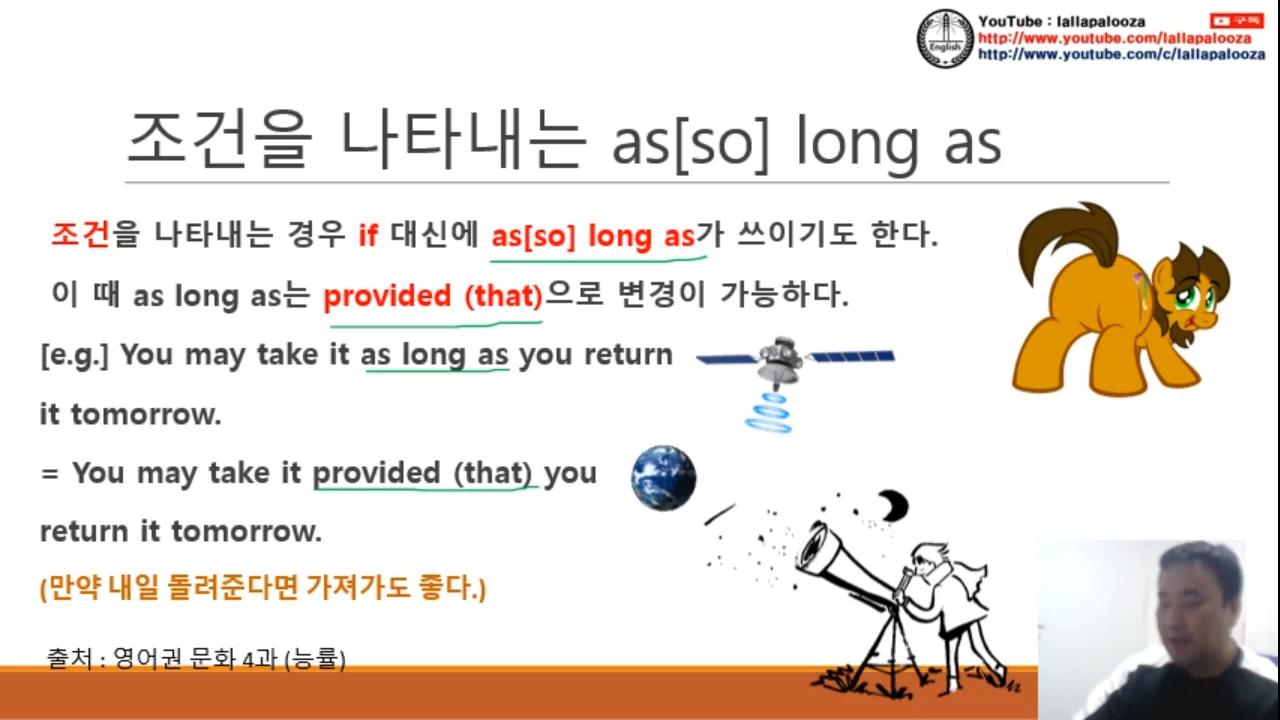 YouTube : lallapalooza
구독
http://www.youtube.com/lallapalooza
http://www.youtube.com/c/lallapalooza
English
조건을 나타내는 as[so] long as
조건을 나타내는 경우 if 대신에 as[so] long as가 쓰이기도 한다.
이 때 as long as는 provided (that)으로 변경이 가능하다.
[e.g.] You may take it as long as you return
it tomorrow.
= You may take it provided (that) you
return it tomorrow.
(만약 내일 돌려준다면 가져가도 좋다.)
출처 : 영어권 문화 4과 (능률)